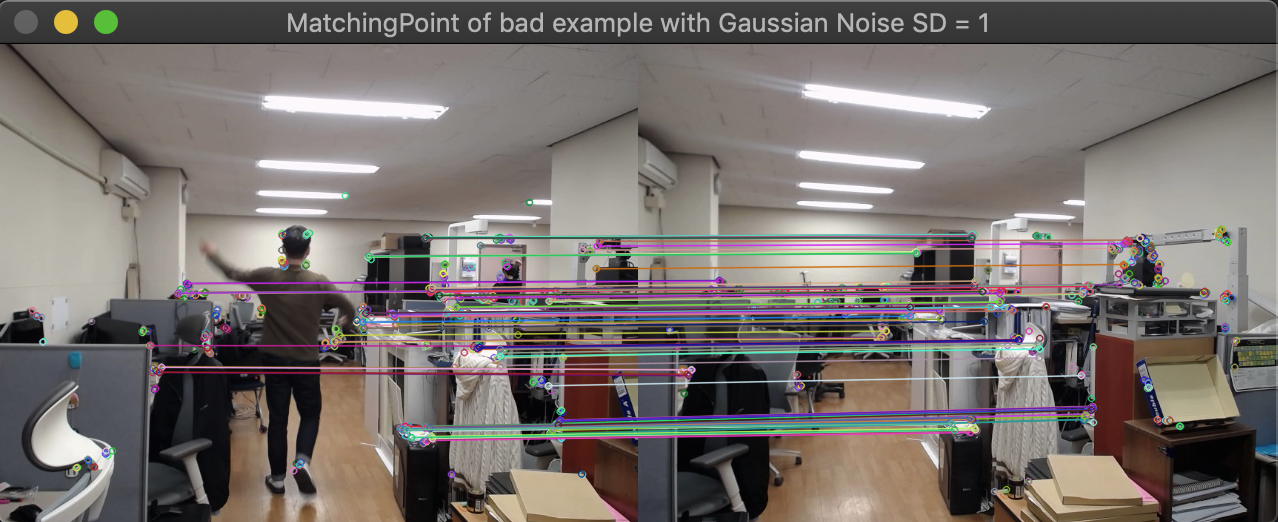 MatchingPoint of bad example with Gaussian Noise SD = 1